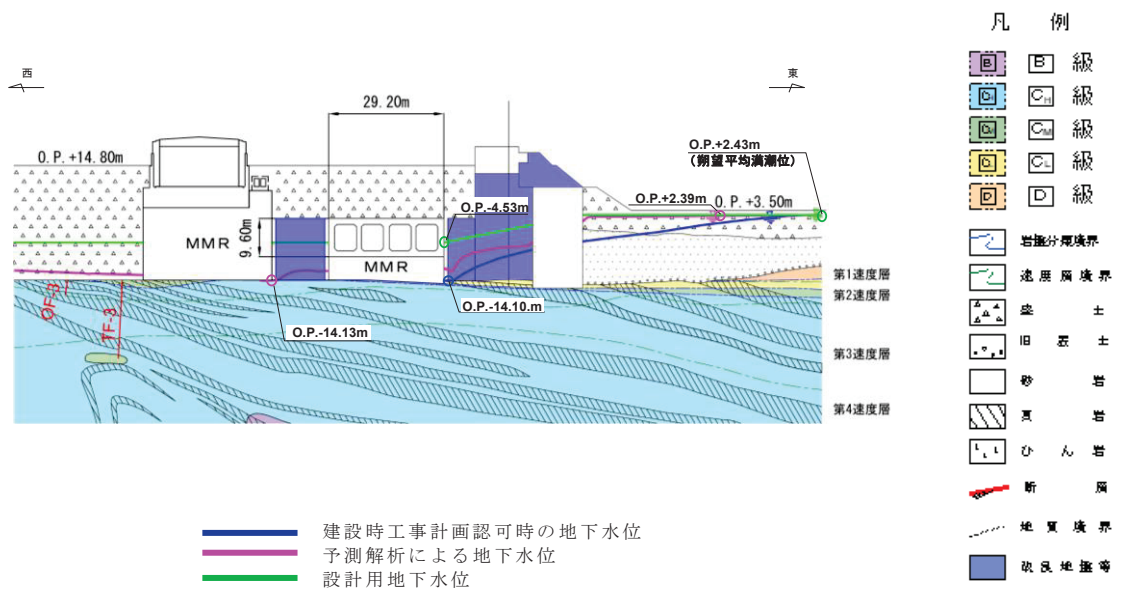 西
東
29.20m
O.P.+14.80m
O.P.+2.43m
(朔望平均満潮位)
O.P.+2.39m
O.P.+3.50m
O.P.-4.53m
9.60m
MMR
MMR
O.P.-14.10.m
O.P.-14.13m
OF-3
TF-3
第1速度層
第2速度層
第3速度層
第4速度層
建設時工事計画認可時の地下水位
予測解析による地下水位
設計用地下水位
凡 例
B B 級
CH CH 級
CM CM 級
CL 級
D D 級
岩盤分類境界
速度層境界
盛 土
旧 表 土
砂 岩
頁 岩
ひ ん 岩
断 層
地 質 境 界
改 良 地 盤 等